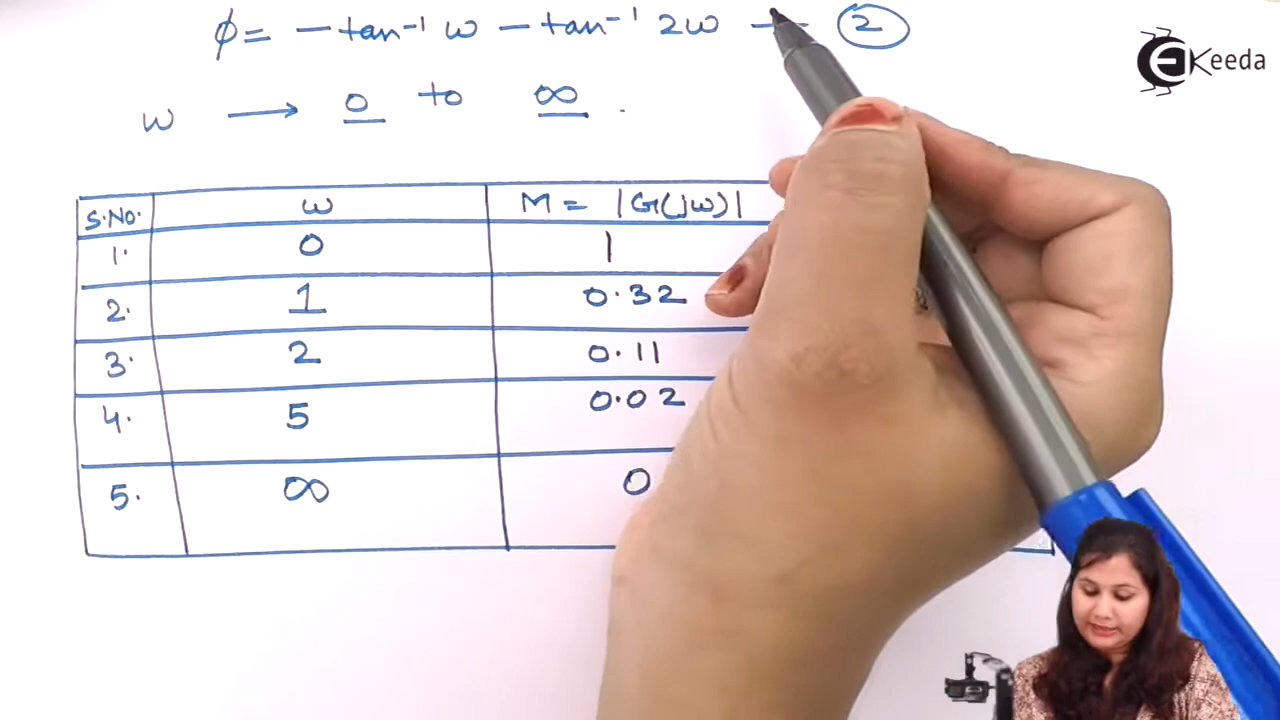 ϕ = - tan⁻¹ ω - tan⁻¹ 2ω - ②
ω → 0 to ∞ .
S.No. ω M = |G(jω)|
1. 0 1
2. 1 0.32
3. 2 0.11
4. 5 0.02
5. ∞ 0
EKeeda